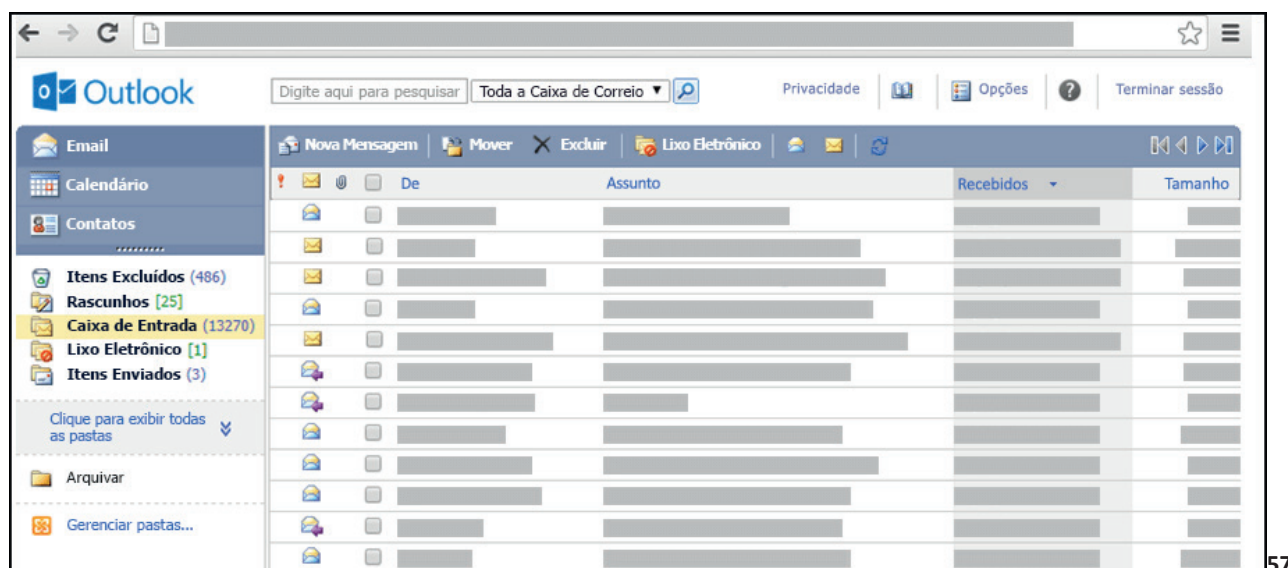 Outlook
Digite aqui para pesquisar Toda a Caixa de Correio Privacidade Opções Terminar sessão
Email
Nova Mensagem Mover Excluir Lixo Eletrônico
Calendário
De Assunto Recebidos Tamanho
Contatos
Itens Excluídos (486)
Rascunhos [25]
Caixa de Entrada (13270)
Lixo Eletrônico [1]
Itens Enviados (3)
Clique para exibir todas
as pastas
Arquivar
Gerenciar pastas...
57